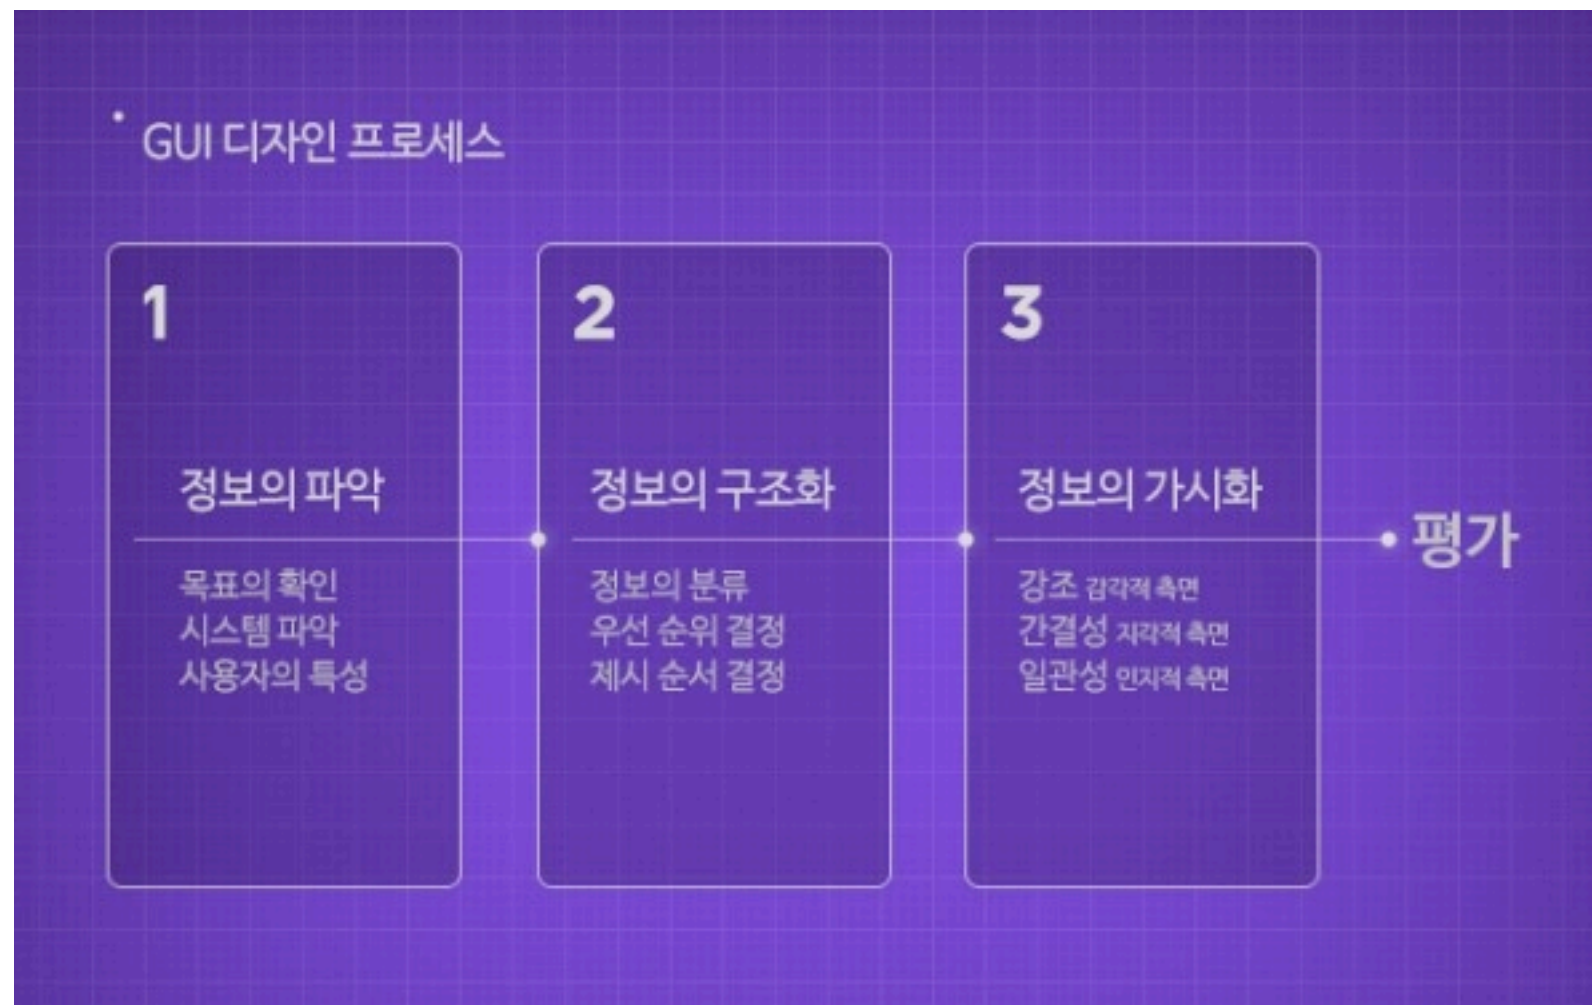 GUI 디자인 프로세스
1
정보의 파악
목표의 확인
시스템 파악
사용자의 특성
2
정보의 구조화
정보의 분류
우선 순위 결정
제시 순서 결정
3
정보의 가시화
강조 감각적 측면
간결성 지각적 측면
일관성 인지적 측면
평가